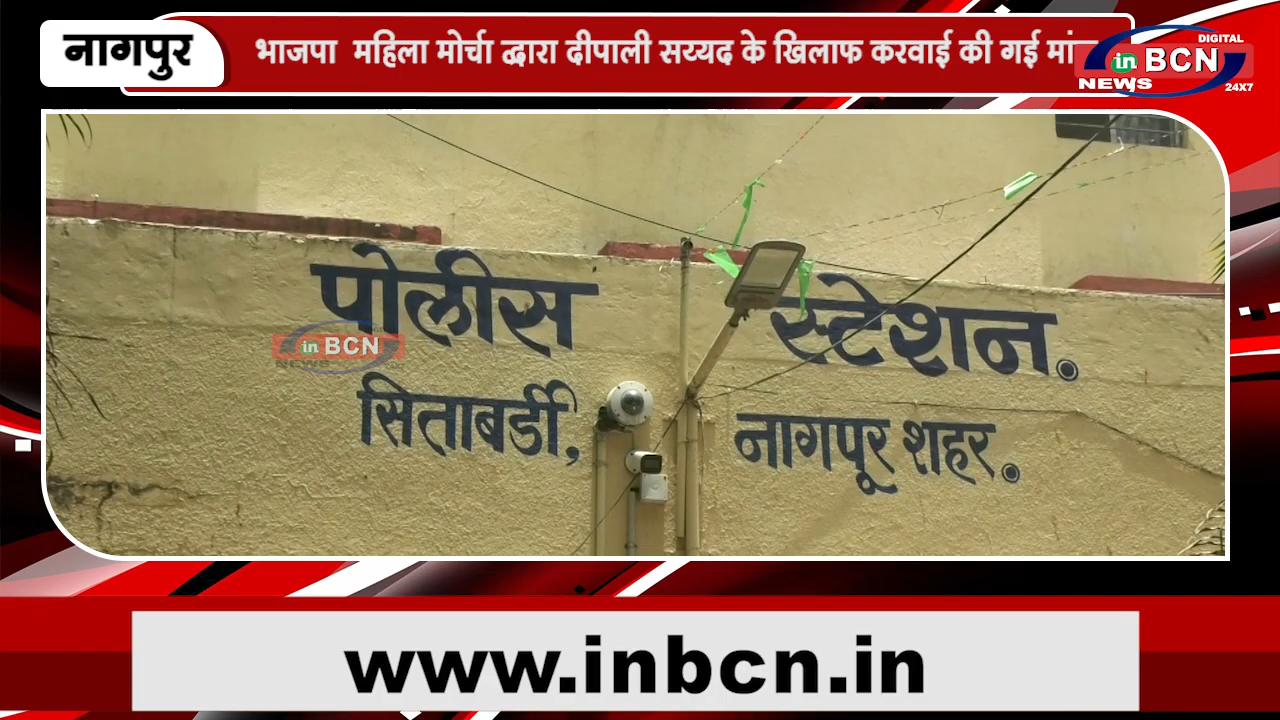 नागपुर
भाजपा महिला मोर्चा द्धारा दीपाली सय्यद के खिलाफ करवाई की गई
DIGITAL
in BCN
NEWS
24X7
पोलीस स्टेशन.
in BCN
NEWS
सिताबर्डी, नागपूर शहर.
www.inbcn.in